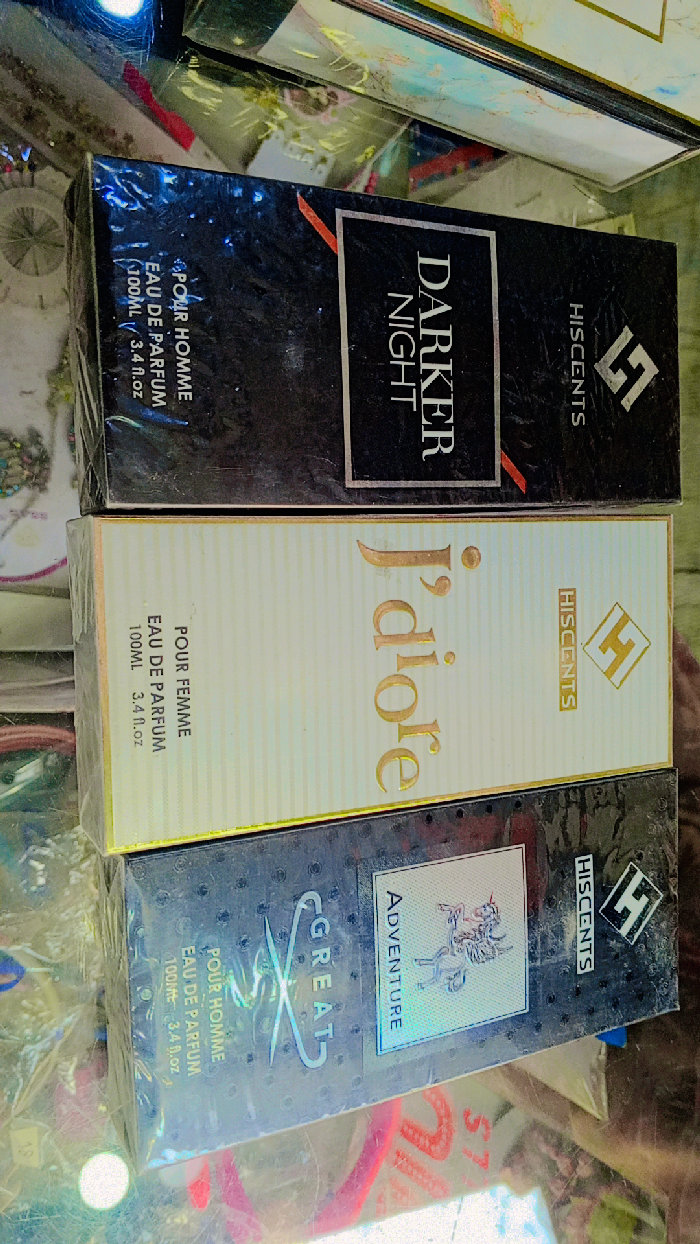 HISCENTS
DARKER
NIGHT
POUR HOMME
EAU DE PARFUM
100ML 3.4 fl.oz
HISCENTS
j'diore
POUR FEMME
EAU DE PARFUM
100ML 3.4 fl.oz
HISCENTS
ADVENTURE
GREAT
POUR HOMME
EAU DE PARFUM
100ML 3.4 fl.oz